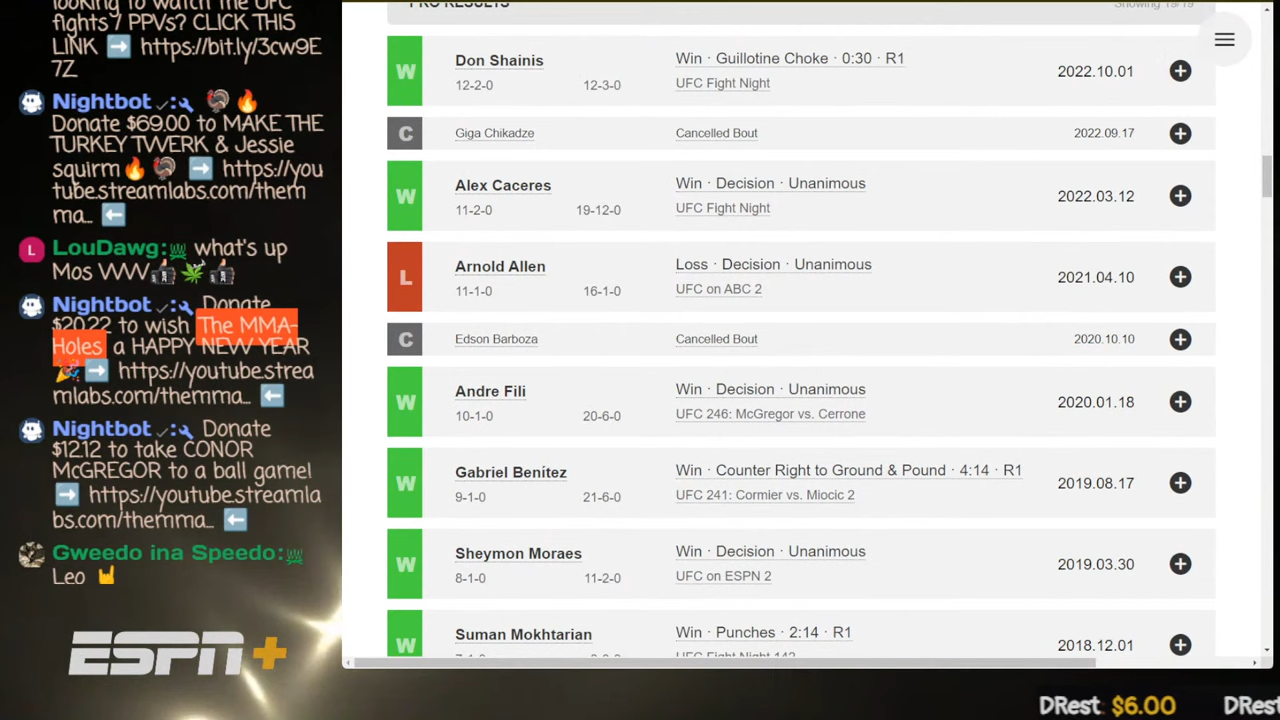 looking to watch the UFC
fights / PPVs? CLICK THIS
LINK ➡️ https://bit.ly/3cw9E
7Z
Nightbot ✓:🔧 🦃🔥
Donate $69.00 to MAKE THE
TURKEY TWERK & Jessie
squirm🔥🦃 ➡️ https://you
tube.streamlabs.com/them
ma... ⬅️
LouDawg: what's up
Mos VVV
Nightbot ✓:🔧 Donate
$20.22 to wish The MMA-
Holes a HAPPY NEW YEAR
🎉➡️ https://youtube.strea
mlabs.com/themma... ⬅️
Nightbot ✓:🔧 Donate
$12.12 to take CONOR
McGREGOR to a ball game!
➡️ https://youtube.streamla
bs.com/themma... ⬅️
Gweedo ina Speedo:
Leo 🤘
ESPN+
PRO RESULTS
Showing 19/19
W Don Shainis Win · Guillotine Choke · 0:30 · R1 2022.10.01
12-2-0 12-3-0 UFC Fight Night
C Giga Chikadze Cancelled Bout 2022.09.17
W Alex Caceres Win · Decision · Unanimous 2022.03.12
11-2-0 19-12-0 UFC Fight Night
L Arnold Allen Loss · Decision · Unanimous 2021.04.10
11-1-0 16-1-0 UFC on ABC 2
C Edson Barboza Cancelled Bout 2020.10.10
W Andre Fili Win · Decision · Unanimous 2020.01.18
10-1-0 20-6-0 UFC 246: McGregor vs. Cerrone
W Gabriel Benítez Win · Counter Right to Ground & Pound · 4:14 · R1 2019.08.17
9-1-0 21-6-0 UFC 241: Cormier vs. Miocic 2
W Sheymon Moraes Win · Decision · Unanimous 2019.03.30
8-1-0 11-2-0 UFC on ESPN 2
W Suman Mokhtarian Win · Punches · 2:14 · R1 2018.12.01
UFC Fight Night 142
DRest $6.00 DRest